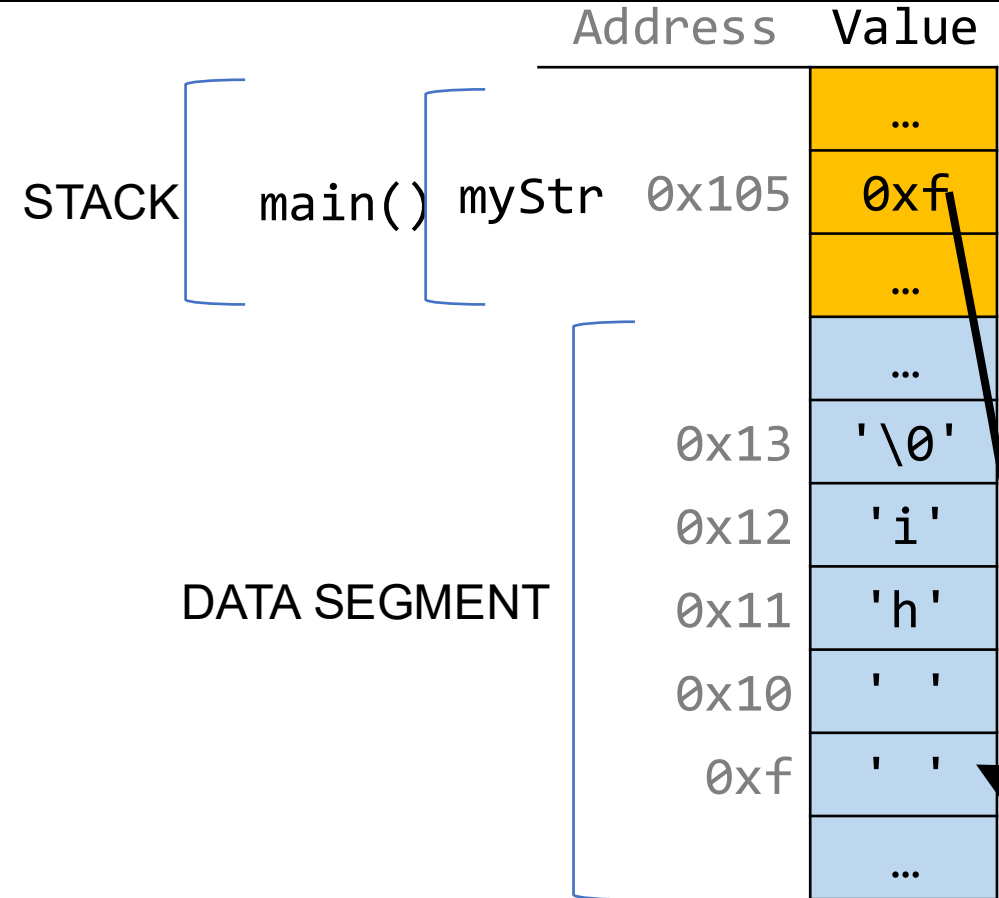 Address Value
…
STACK main() myStr 0x105 0xf
…
…
0x13 '\0'
0x12 'i'
DATA SEGMENT 0x11 'h'
0x10 ' '
0xf ' '
…